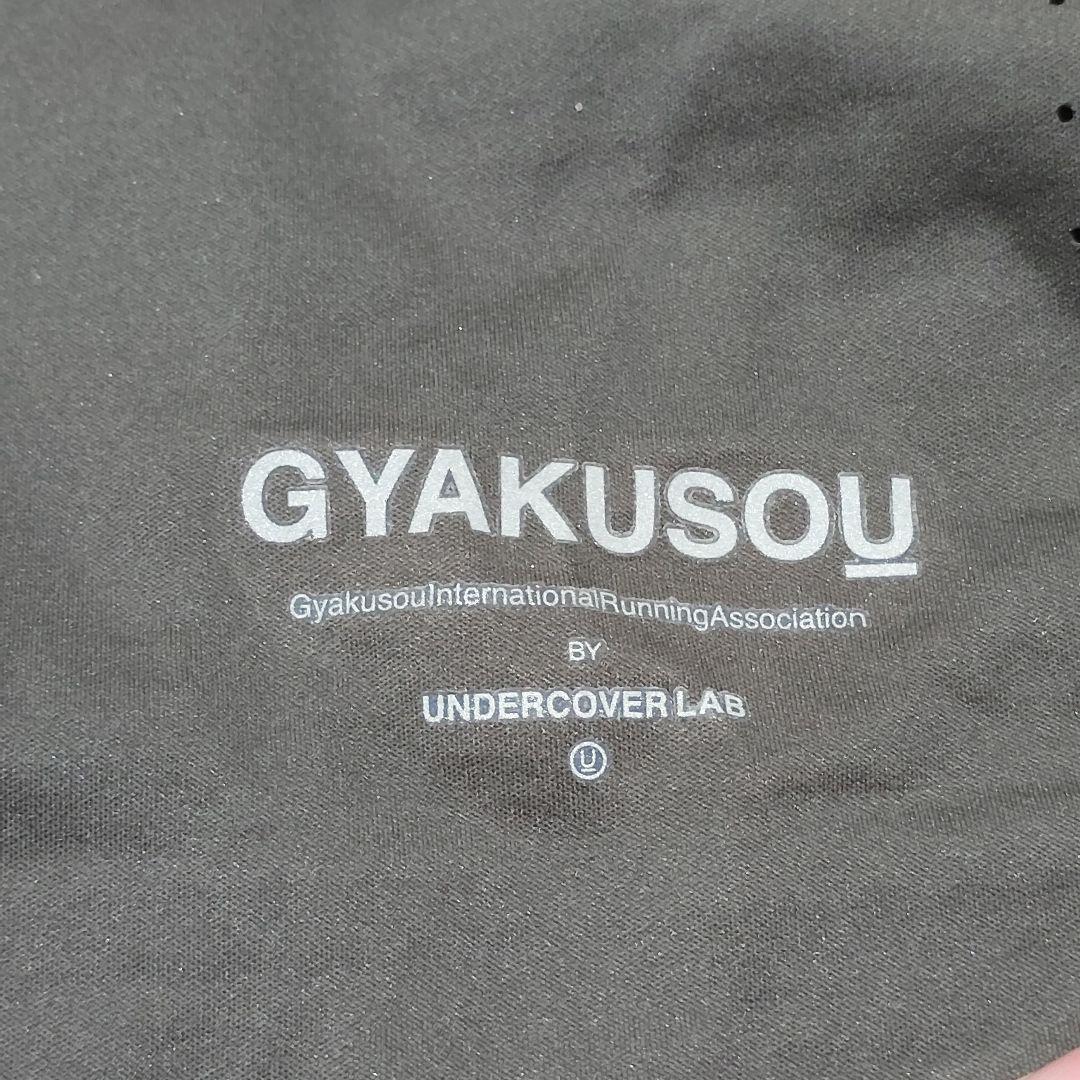 GYAKUSOU
GyakusouInternationalRunningAssociation
BY
UNDERCOVER LAB
U